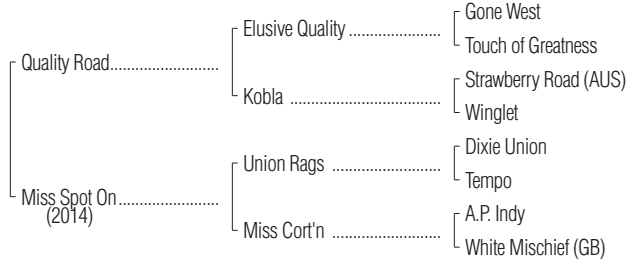 Gone West
Elusive Quality ....................
Touch of Greatness
Quality Road........................
Strawberry Road (AUS)
Kobla .................................
Winglet
Dixie Union
Union Rags ........................
Tempo
Miss Spot On......................
(2014)
A.P. Indy
Miss Cort'n ........................
White Mischief (GB)